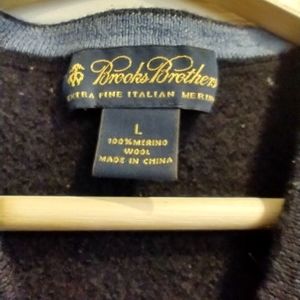 Brooks Brothers
EXTRA FINE ITALIAN MERINO
L
100% MERINO
WOOL
MADE IN CHINA